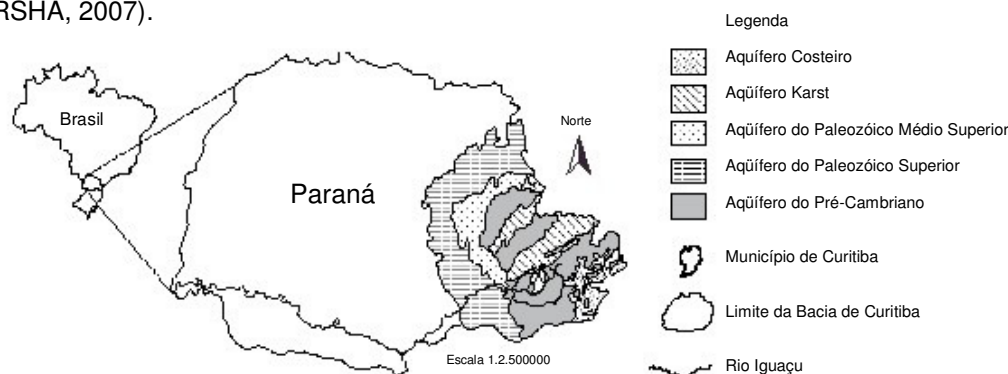 RSHA, 2007).
Legenda
Aquífero Costeiro
Aqüífero Karst
Aqüífero do Paleozóico Médio Superior
Aqüífero do Paleozóico Superior
Aqüífero do Pré-Cambriano
Município de Curitiba
Limite da Bacia de Curitiba
Rio Iguaçu
Brasil
Paraná
Norte
Escala 1.2.500000